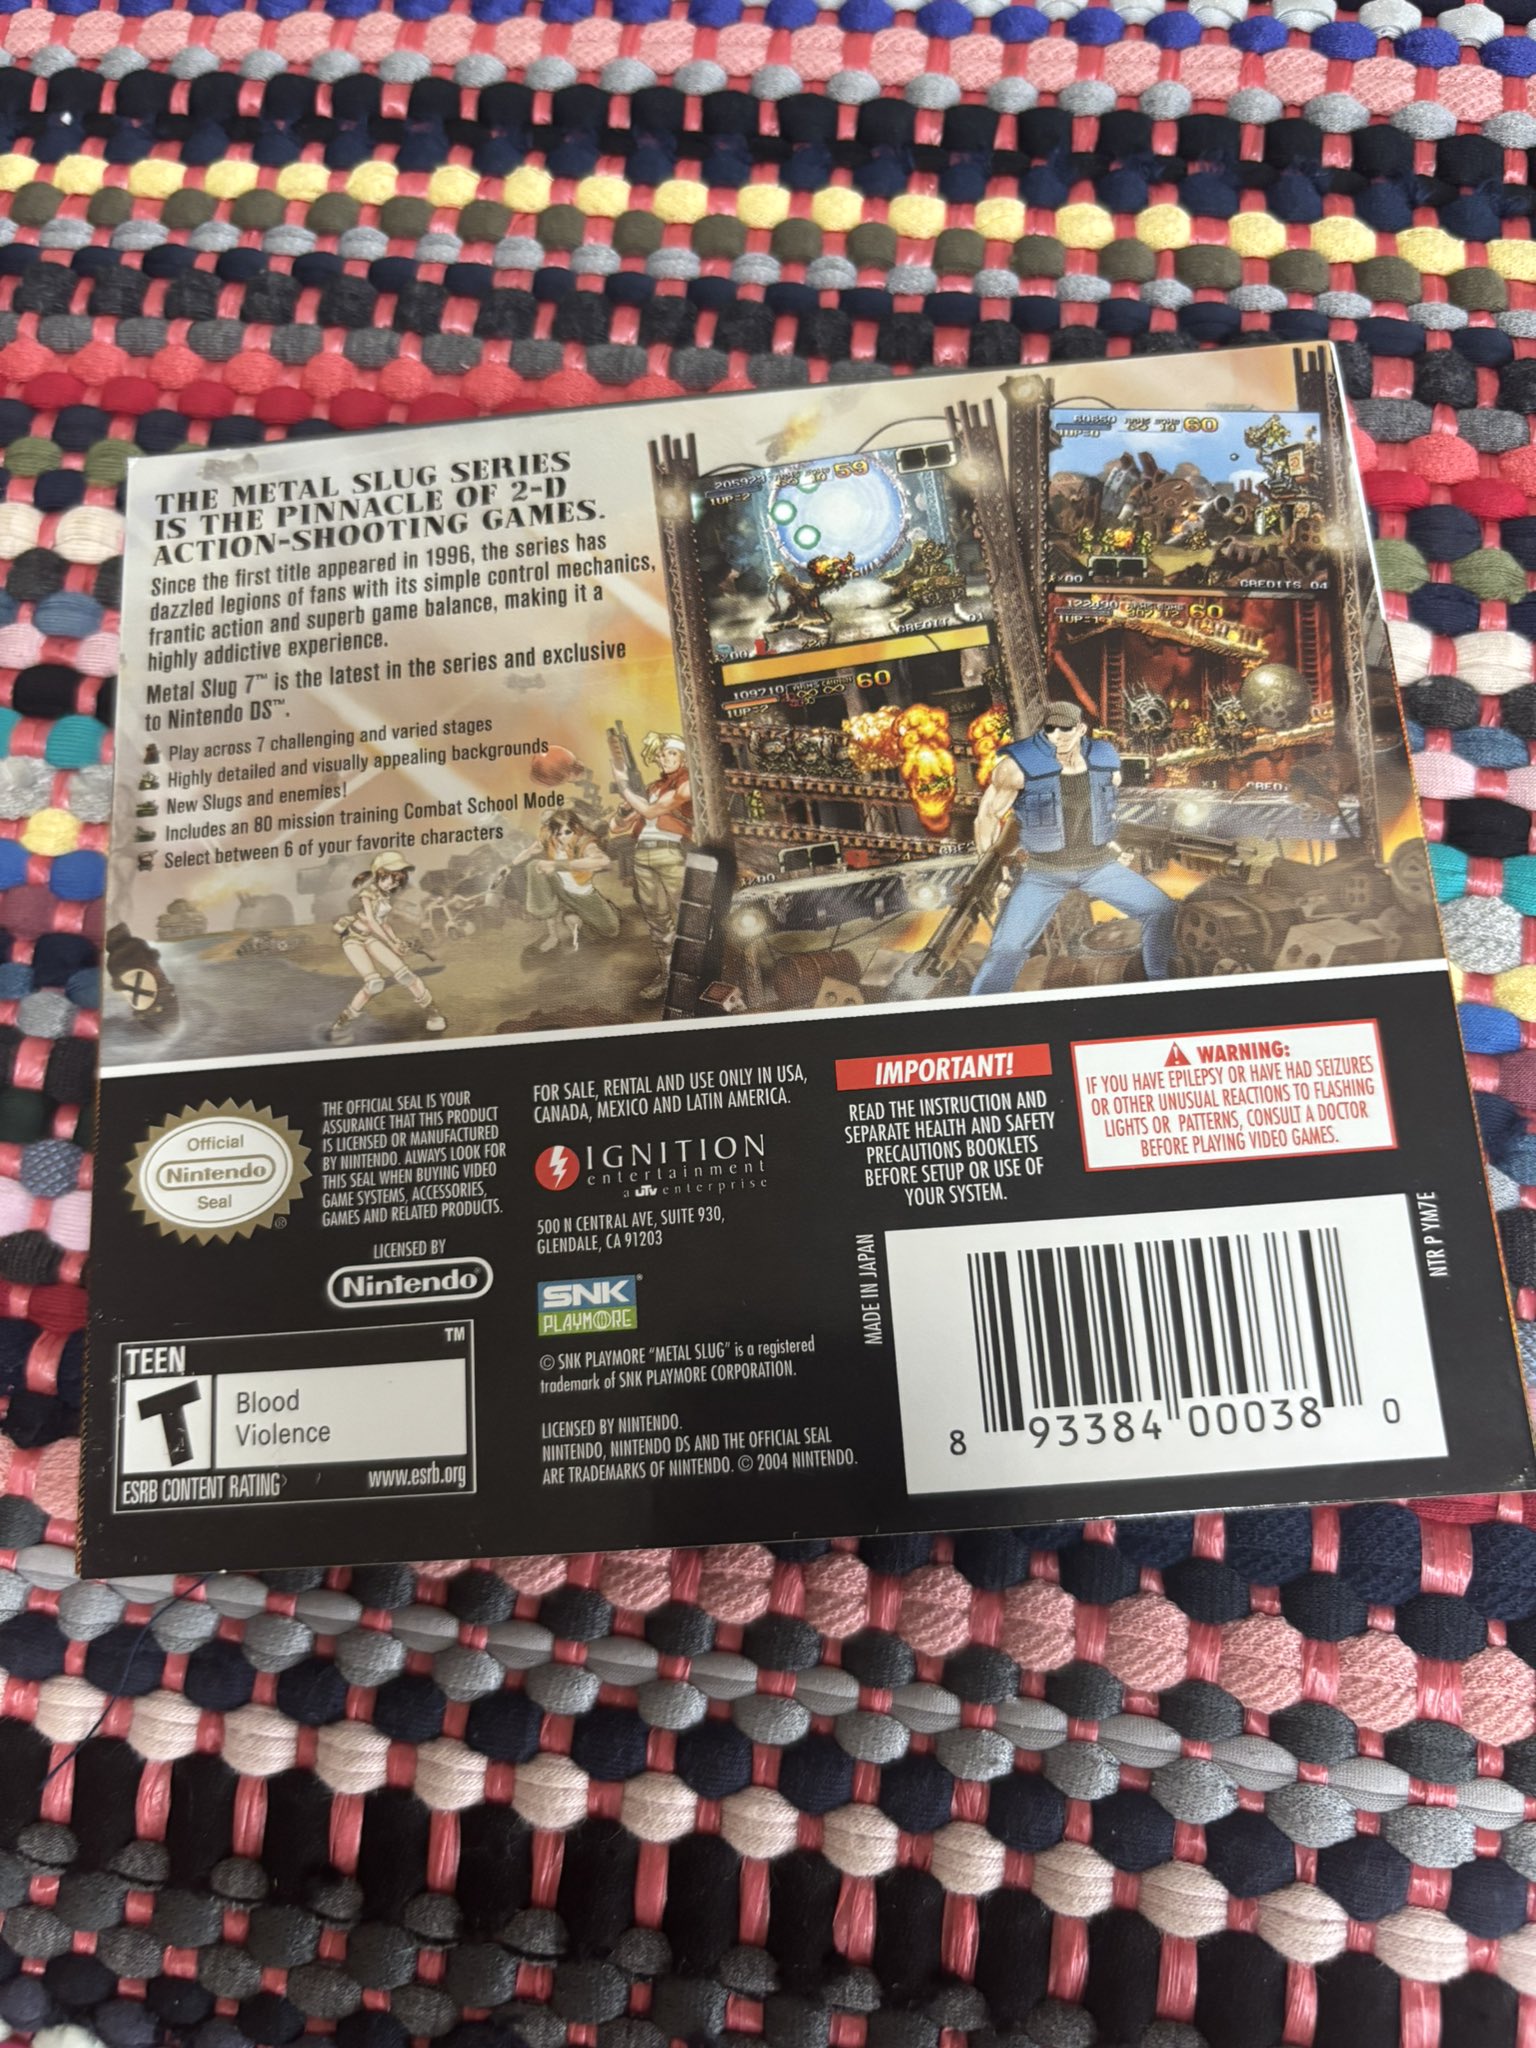 THE METAL SLUG SERIES
IS THE PINNACLE OF 2-D
ACTION-SHOOTING GAMES.
Since the first title appeared in 1996, the series has
dazzled legions of fans with its simple control mechanics,
frantic action and superb game balance, making it a
highly addictive experience.
Metal Slug 7™ is the latest in the series and exclusive
to Nintendo DS™.
Play across 7 challenging and varied stages
Highly detailed and visually appealing backgrounds
New Slugs and enemies!
Includes an 80 mission training Combat School Mode
Select between 6 of your favorite characters
59
1UP=2
60
1UP=0
CREDITS 04
109710
60
1UP=2
122890
60
Official
Nintendo
Seal
®
THE OFFICIAL SEAL IS YOUR
ASSURANCE THAT THIS PRODUCT
IS LICENSED OR MANUFACTURED
BY NINTENDO. ALWAYS LOOK FOR
THIS SEAL WHEN BUYING VIDEO
GAME SYSTEMS, ACCESSORIES,
GAMES AND RELATED PRODUCTS.
LICENSED BY
Nintendo®
TEEN
™
T
Blood
Violence
ESRB CONTENT RATING
www.esrb.org
FOR SALE, RENTAL AND USE ONLY IN USA,
CANADA, MEXICO AND LATIN AMERICA.
IGNITION
entertainment
a UTV enterprise
500 N CENTRAL AVE, SUITE 930,
GLENDALE, CA 91203
SNK®
PLAYMORE
© SNK PLAYMORE "METAL SLUG" is a registered
trademark of SNK PLAYMORE CORPORATION.
LICENSED BY NINTENDO.
NINTENDO, NINTENDO DS AND THE OFFICIAL SEAL
ARE TRADEMARKS OF NINTENDO. © 2004 NINTENDO.
IMPORTANT!
READ THE INSTRUCTION AND
SEPARATE HEALTH AND SAFETY
PRECAUTIONS BOOKLETS
BEFORE SETUP OR USE OF
YOUR SYSTEM.
WARNING:
IF YOU HAVE EPILEPSY OR HAVE HAD SEIZURES
OR OTHER UNUSUAL REACTIONS TO FLASHING
LIGHTS OR PATTERNS, CONSULT A DOCTOR
BEFORE PLAYING VIDEO GAMES.
MADE IN JAPAN
8 93384 00038 0
NTR P YM7E